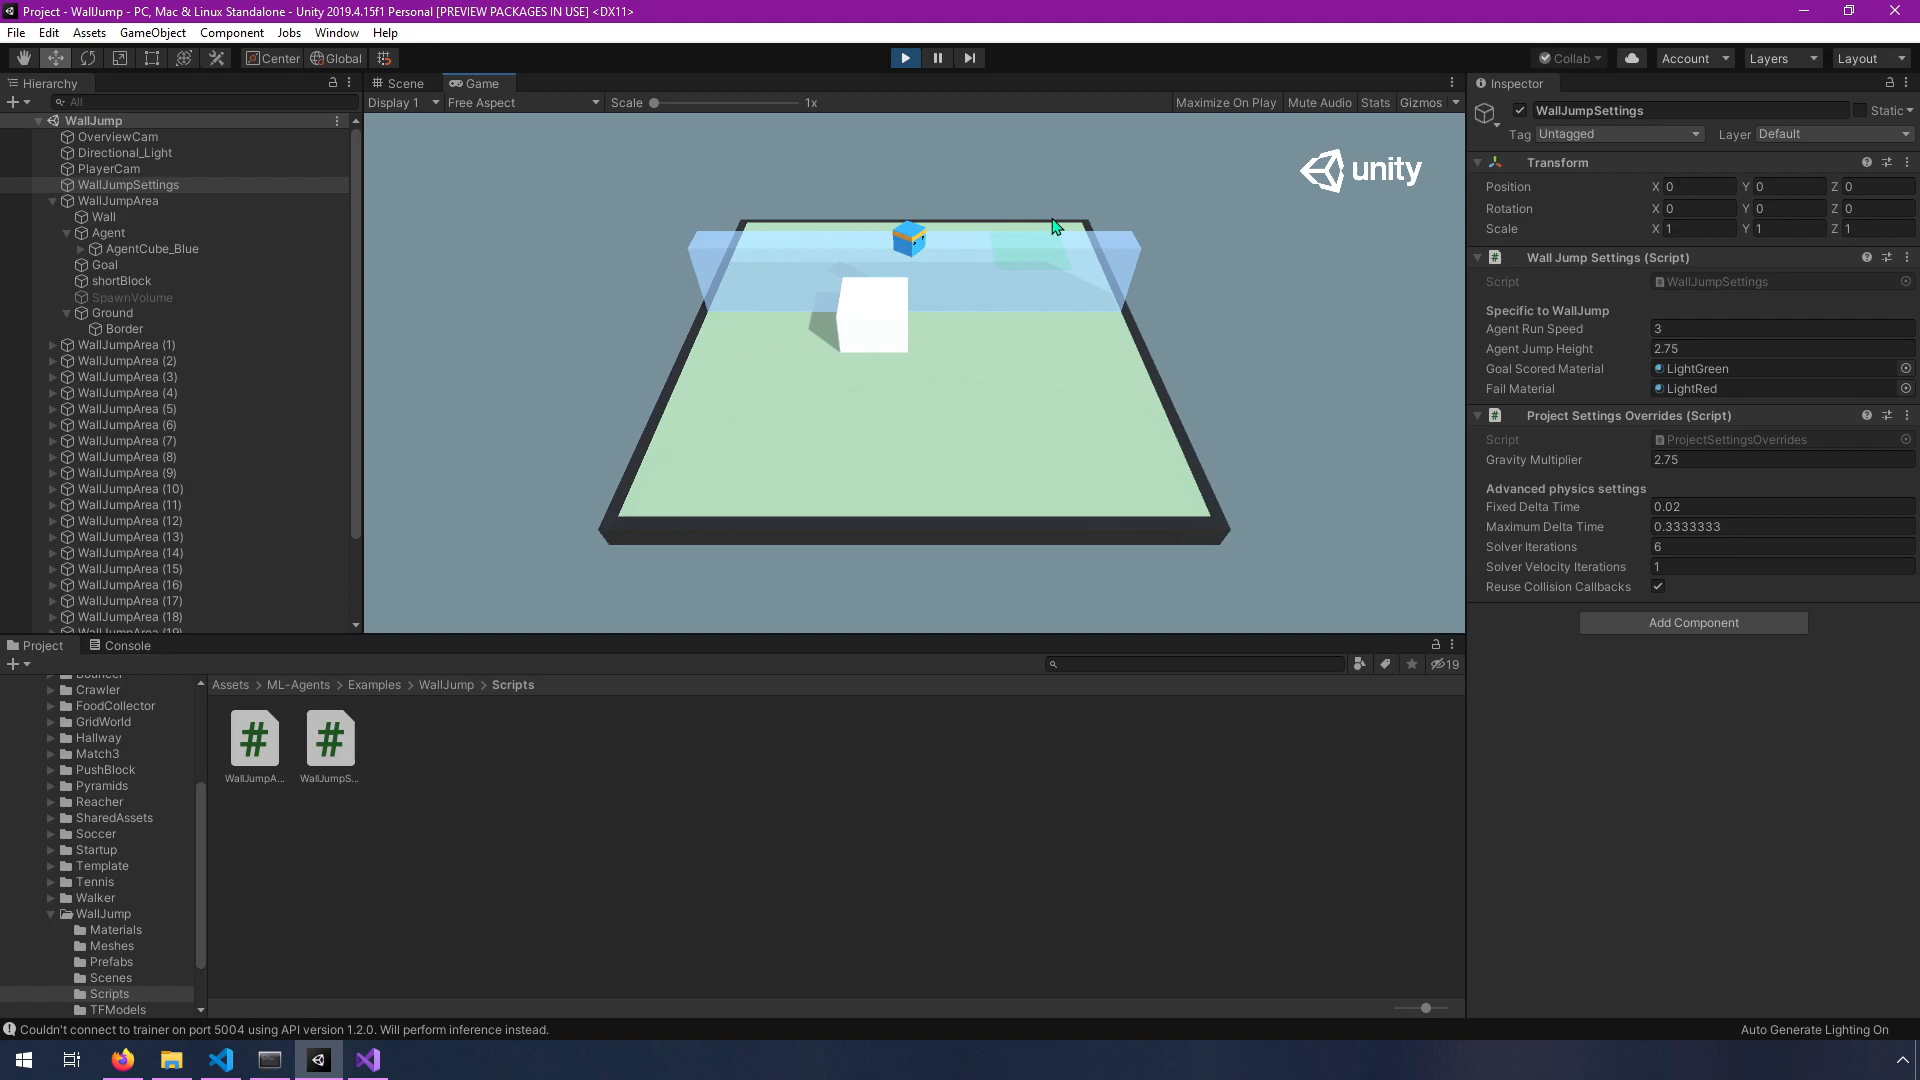 Project - WallJump - PC, Mac & Linux Standalone - Unity 2019.4.15f1 Personal [PREVIEW PACKAGES IN USE] <DX11>
File Edit Assets GameObject Component Jobs Window Help
Center Global Collab Account Layers Layout
Hierarchy
All
WallJump
OverviewCam
Directional_Light
PlayerCam
WallJumpSettings
WallJumpArea
Wall
Agent
AgentCube_Blue
Goal
shortBlock
SpawnVolume
Ground
Border
WallJumpArea (1)
WallJumpArea (2)
WallJumpArea (3)
WallJumpArea (4)
WallJumpArea (5)
WallJumpArea (6)
WallJumpArea (7)
WallJumpArea (8)
WallJumpArea (9)
WallJumpArea (10)
WallJumpArea (11)
WallJumpArea (12)
WallJumpArea (13)
WallJumpArea (14)
WallJumpArea (15)
WallJumpArea (16)
WallJumpArea (17)
WallJumpArea (18)
WallJumpArea (19)
Scene Game
Display 1 Free Aspect Scale 1x Maximize On Play Mute Audio Stats Gizmos
unity
Inspector
WallJumpSettings Static
Tag Untagged Layer Default
Transform
Position X 0 Y 0 Z 0
Rotation X 0 Y 0 Z 0
Scale X 1 Y 1 Z 1
# Wall Jump Settings (Script)
Script WallJumpSettings
Specific to WallJump
Agent Run Speed 3
Agent Jump Height 2.75
Goal Scored Material LightGreen
Fail Material LightRed
# Project Settings Overrides (Script)
Script ProjectSettingsOverrides
Gravity Multiplier 2.75
Advanced physics settings
Fixed Delta Time 0.02
Maximum Delta Time 0.3333333
Solver Iterations 6
Solver Velocity Iterations 1
Reuse Collision Callbacks
Add Component
Project Console
19
Bouncer
Crawler
FoodCollector
GridWorld
Hallway
Match3
PushBlock
Pyramids
Reacher
SharedAssets
Soccer
Startup
Template
Tennis
Walker
WallJump
Materials
Meshes
Prefabs
Scenes
Scripts
TFModels
Assets > ML-Agents > Examples > WallJump > Scripts
# #
WallJumpA... WallJumpS...
Couldn't connect to trainer on port 5004 using API version 1.2.0. Will perform inference instead.
Auto Generate Lighting On